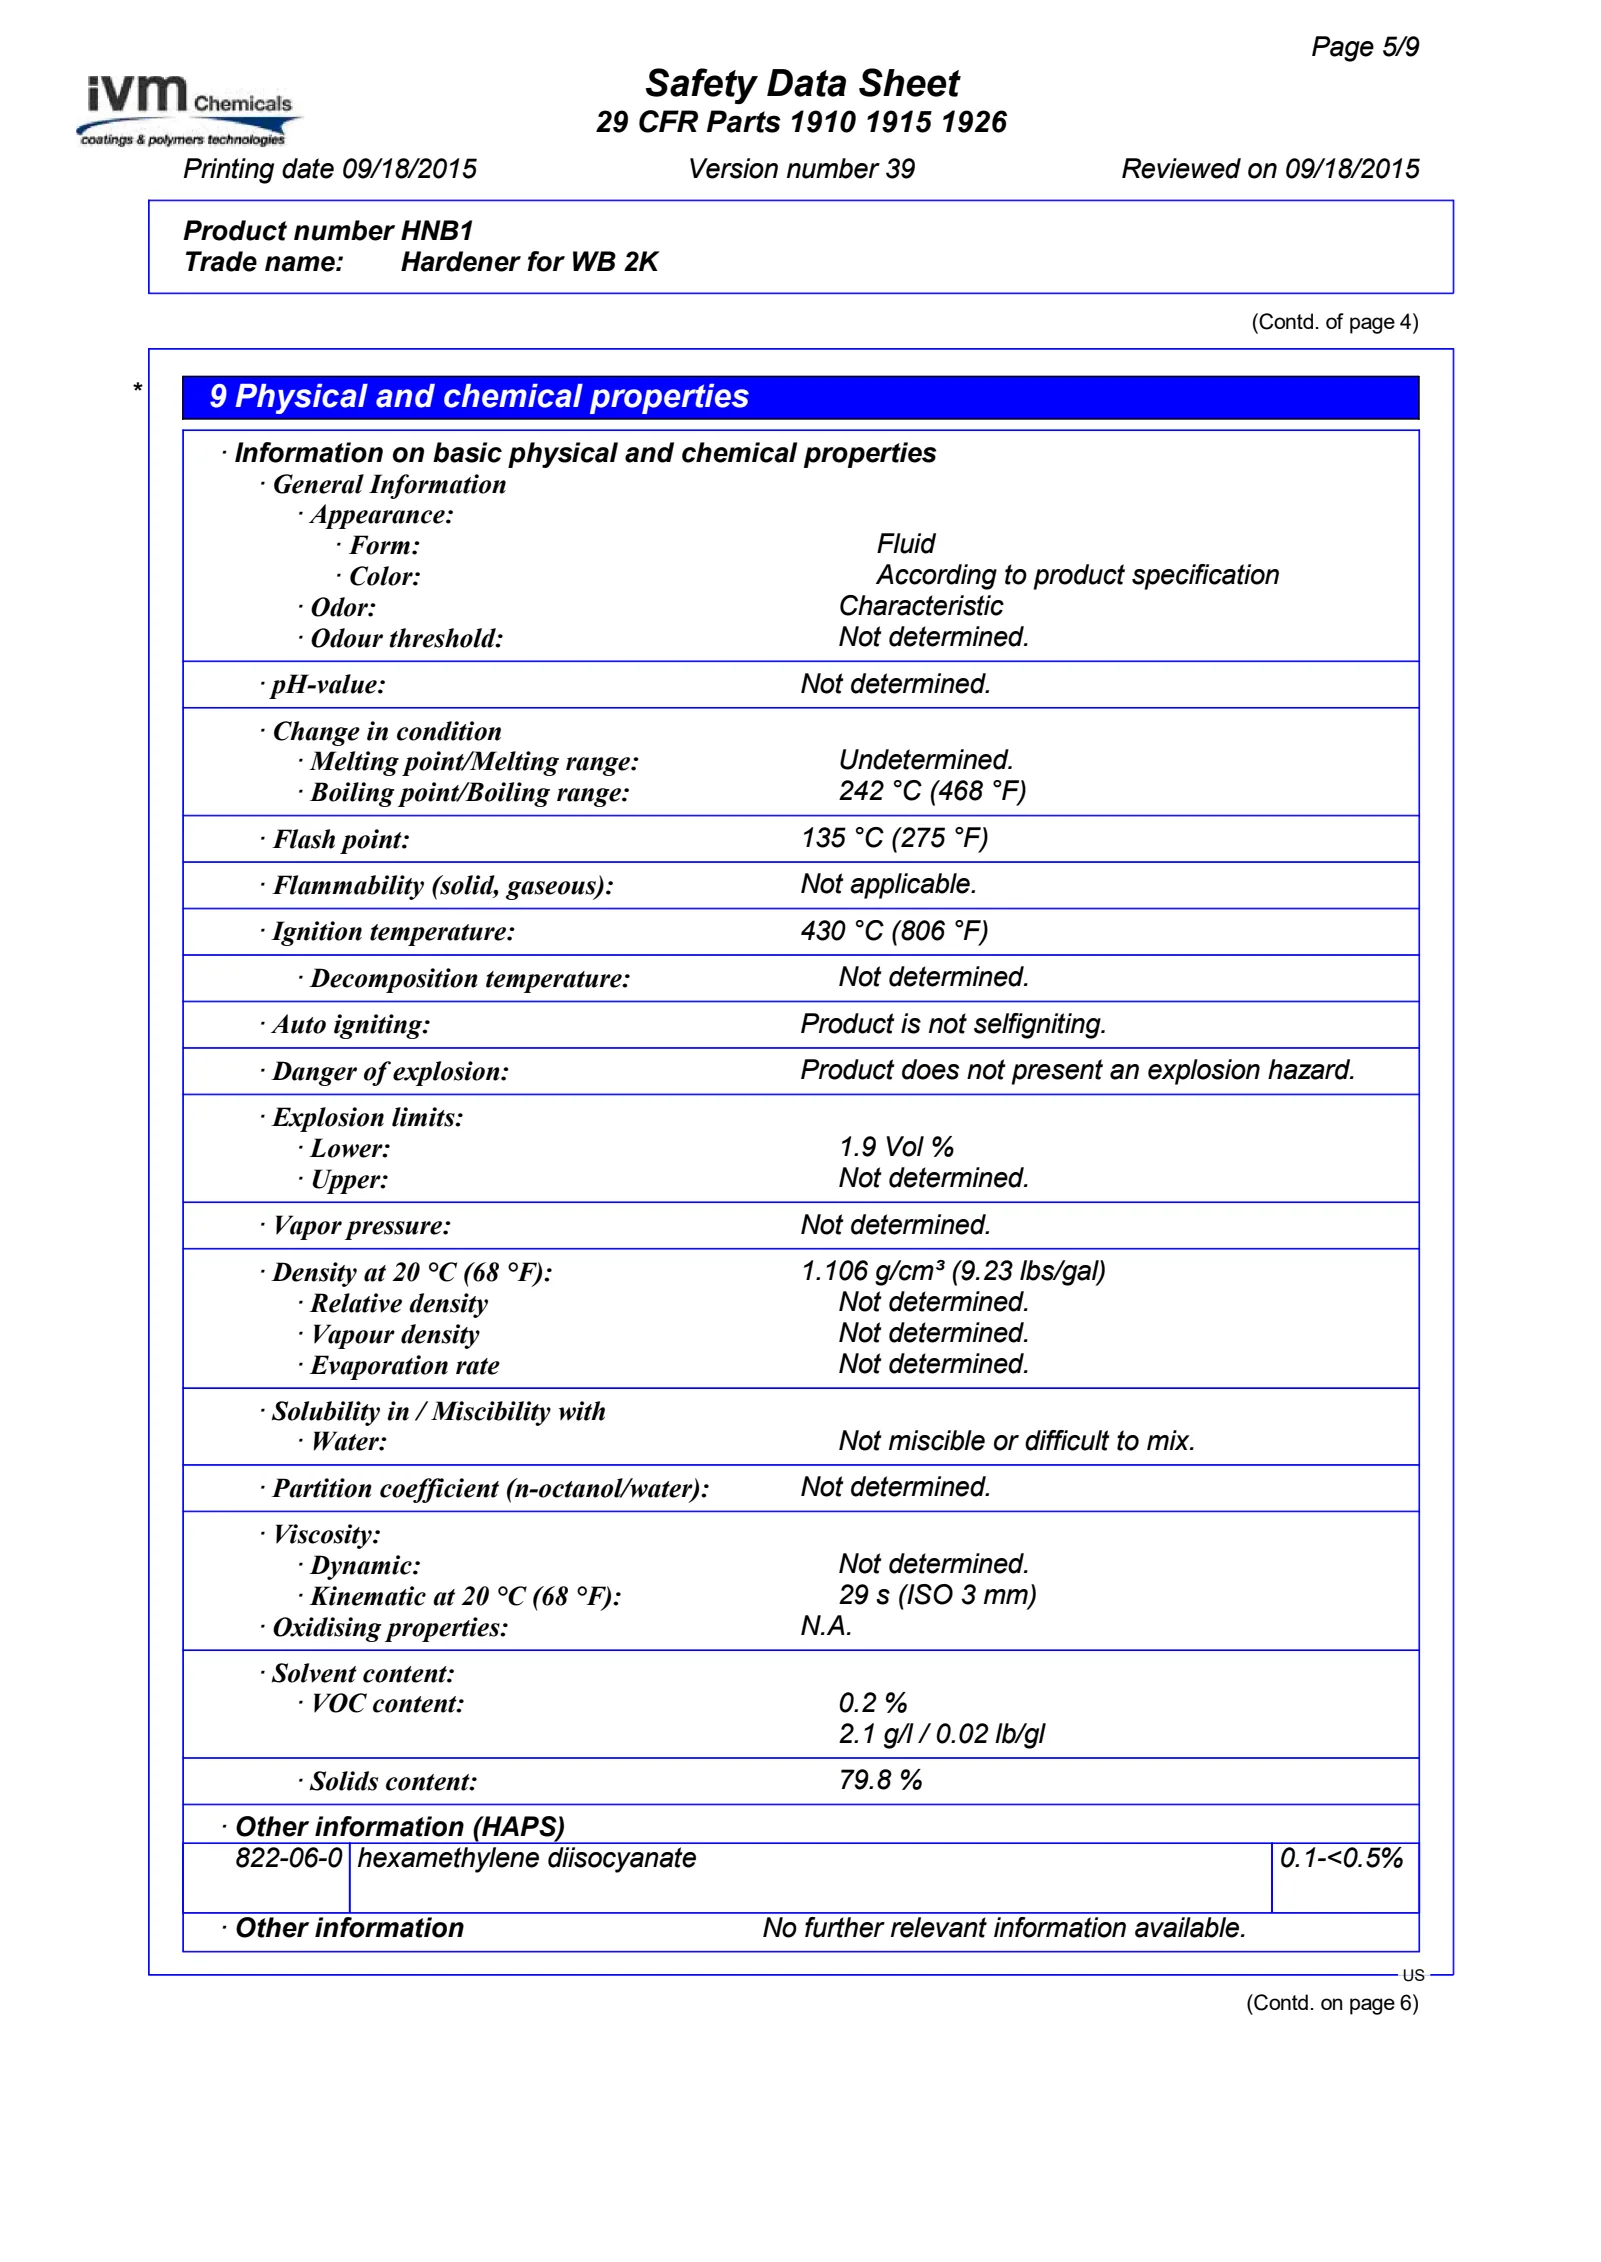 Page 5/9
ivm Chemicals
coatings & polymers technologies
Safety Data Sheet
29 CFR Parts 1910 1915 1926
Printing date 09/18/2015 Version number 39 Reviewed on 09/18/2015
Product number HNB1
Trade name: Hardener for WB 2K
(Contd. of page 4)
* 9 Physical and chemical properties
· Information on basic physical and chemical properties
· General Information
· Appearance:
· Form: Fluid
· Color: According to product specification
· Odor: Characteristic
· Odour threshold: Not determined.
· pH-value: Not determined.
· Change in condition
· Melting point/Melting range: Undetermined.
· Boiling point/Boiling range: 242 °C (468 °F)
· Flash point: 135 °C (275 °F)
· Flammability (solid, gaseous): Not applicable.
· Ignition temperature: 430 °C (806 °F)
· Decomposition temperature: Not determined.
· Auto igniting: Product is not selfigniting.
· Danger of explosion: Product does not present an explosion hazard.
· Explosion limits:
· Lower: 1.9 Vol %
· Upper: Not determined.
· Vapor pressure: Not determined.
· Density at 20 °C (68 °F): 1.106 g/cm³ (9.23 lbs/gal)
· Relative density Not determined.
· Vapour density Not determined.
· Evaporation rate Not determined.
· Solubility in / Miscibility with
· Water: Not miscible or difficult to mix.
· Partition coefficient (n-octanol/water): Not determined.
· Viscosity:
· Dynamic: Not determined.
· Kinematic at 20 °C (68 °F): 29 s (ISO 3 mm)
· Oxidising properties: N.A.
· Solvent content:
· VOC content: 0.2 %
2.1 g/l / 0.02 lb/gl
· Solids content: 79.8 %
· Other information (HAPS)
822-06-0 hexamethylene diisocyanate 0.1-<0.5%
· Other information No further relevant information available.
US
(Contd. on page 6)